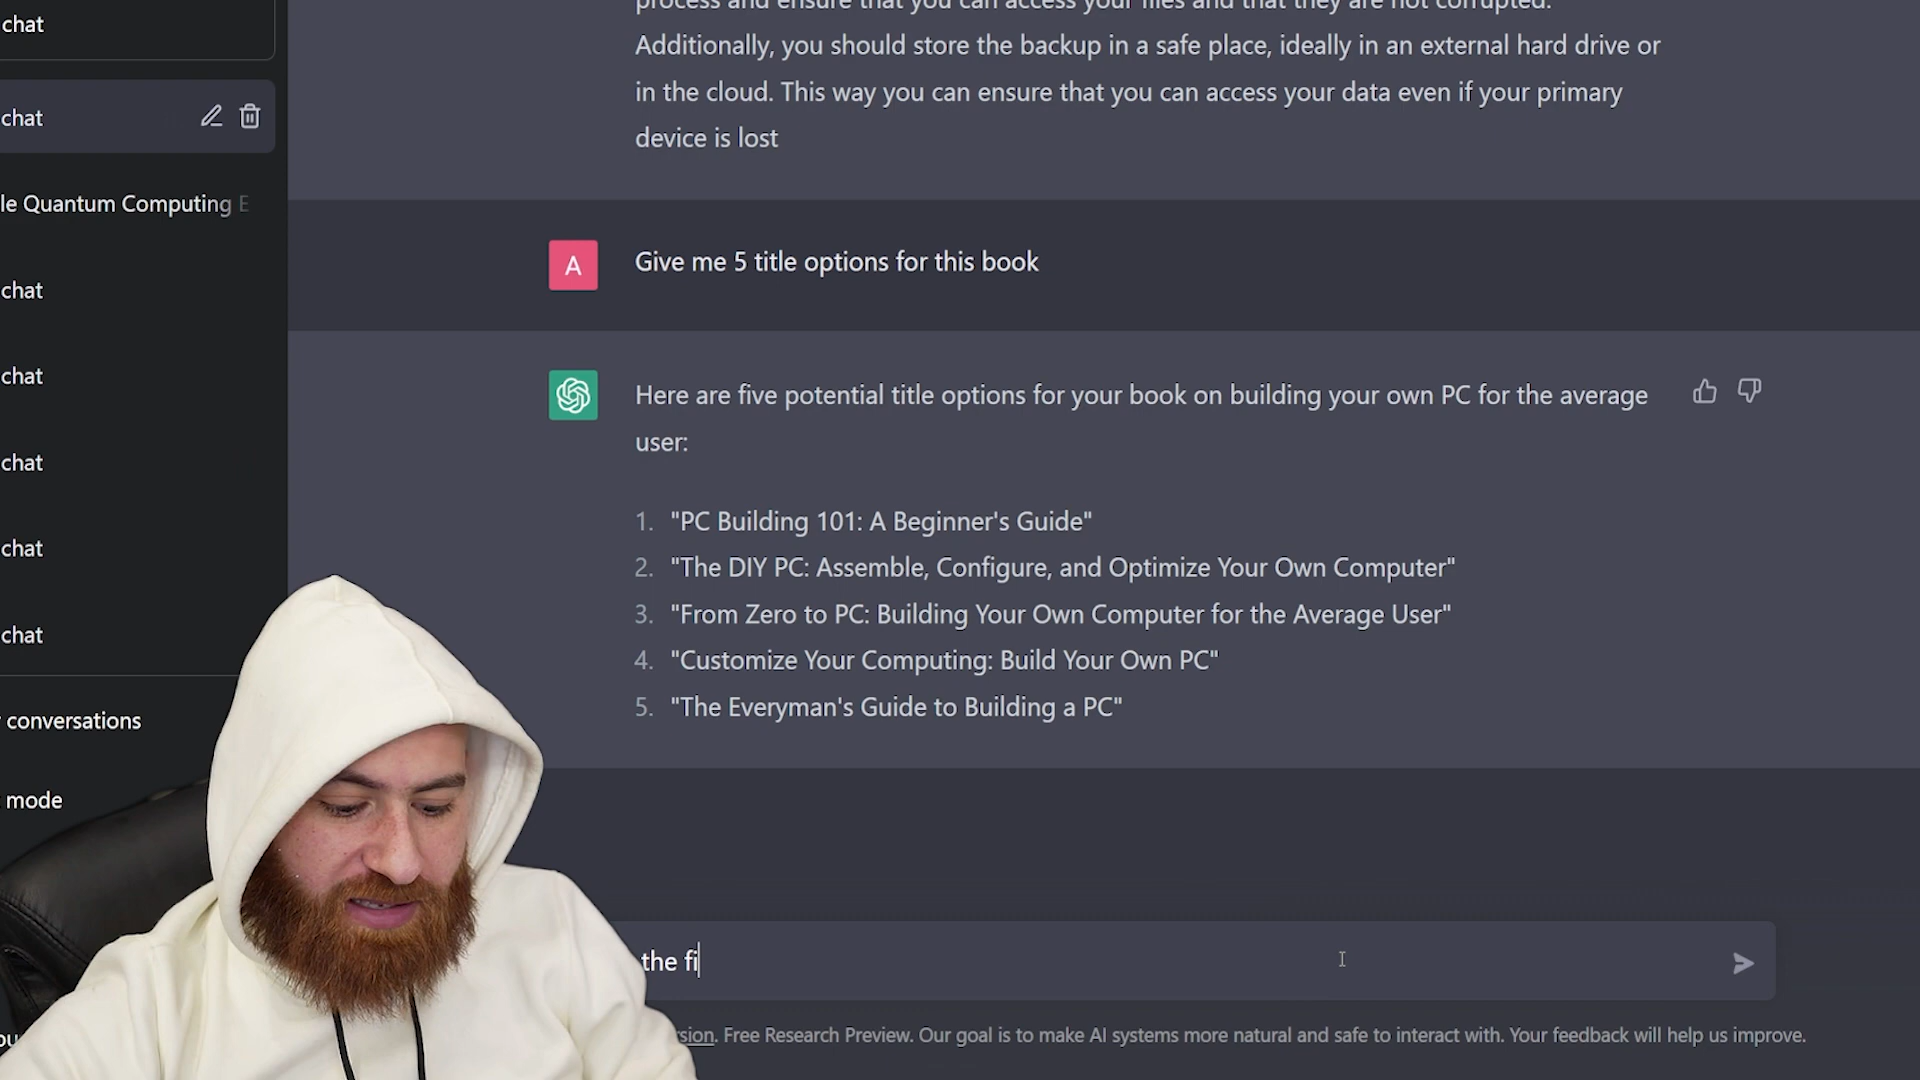 chat
chat
le Quantum Computing E
chat
chat
chat
chat
chat
conversations
mode
process and ensure that you can access your files and that they are not corrupted.
Additionally, you should store the backup in a safe place, ideally in an external hard drive or
in the cloud. This way you can ensure that you can access your data even if your primary
device is lost
A
Give me 5 title options for this book
Here are five potential title options for your book on building your own PC for the average
user:
1. "PC Building 101: A Beginner's Guide"
2. "The DIY PC: Assemble, Configure, and Optimize Your Own Computer"
3. "From Zero to PC: Building Your Own Computer for the Average User"
4. "Customize Your Computing: Build Your Own PC"
5. "The Everyman's Guide to Building a PC"
the fi
sion. Free Research Preview. Our goal is to make AI systems more natural and safe to interact with. Your feedback will help us improve.